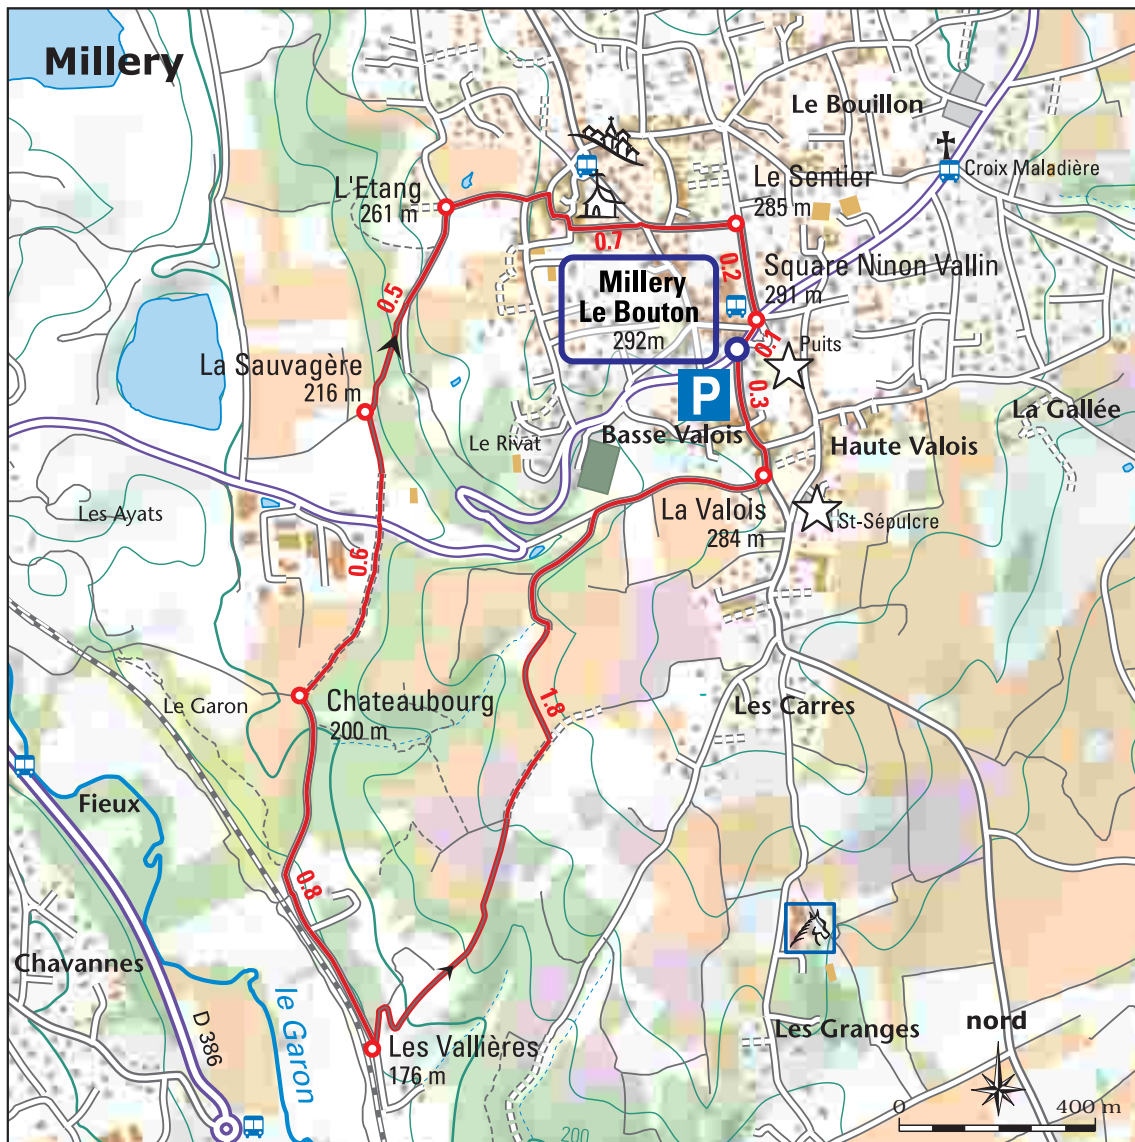 Millery
Le Bouillon
Croix Maladière
Le Sentier
285 m
L'Etang
261 m
0.7
0.2
Square Ninon Vallin
291 m
Millery
Le Bouton
292m
0.5
0.1
Puits
La Sauvagère
216 m
P
0.3
La Gallée
Le Rivat
Basse Valois
Haute Valois
Les Ayats
La Valois
284 m
St-Sépulcre
0.6
Le Garon
Chateaubourg
200 m
1.8
Les Carres
Fieux
0.8
Chavannes
D 386
le Garon
Les Vallières
176 m
Les Granges
nord
0 400 m
200